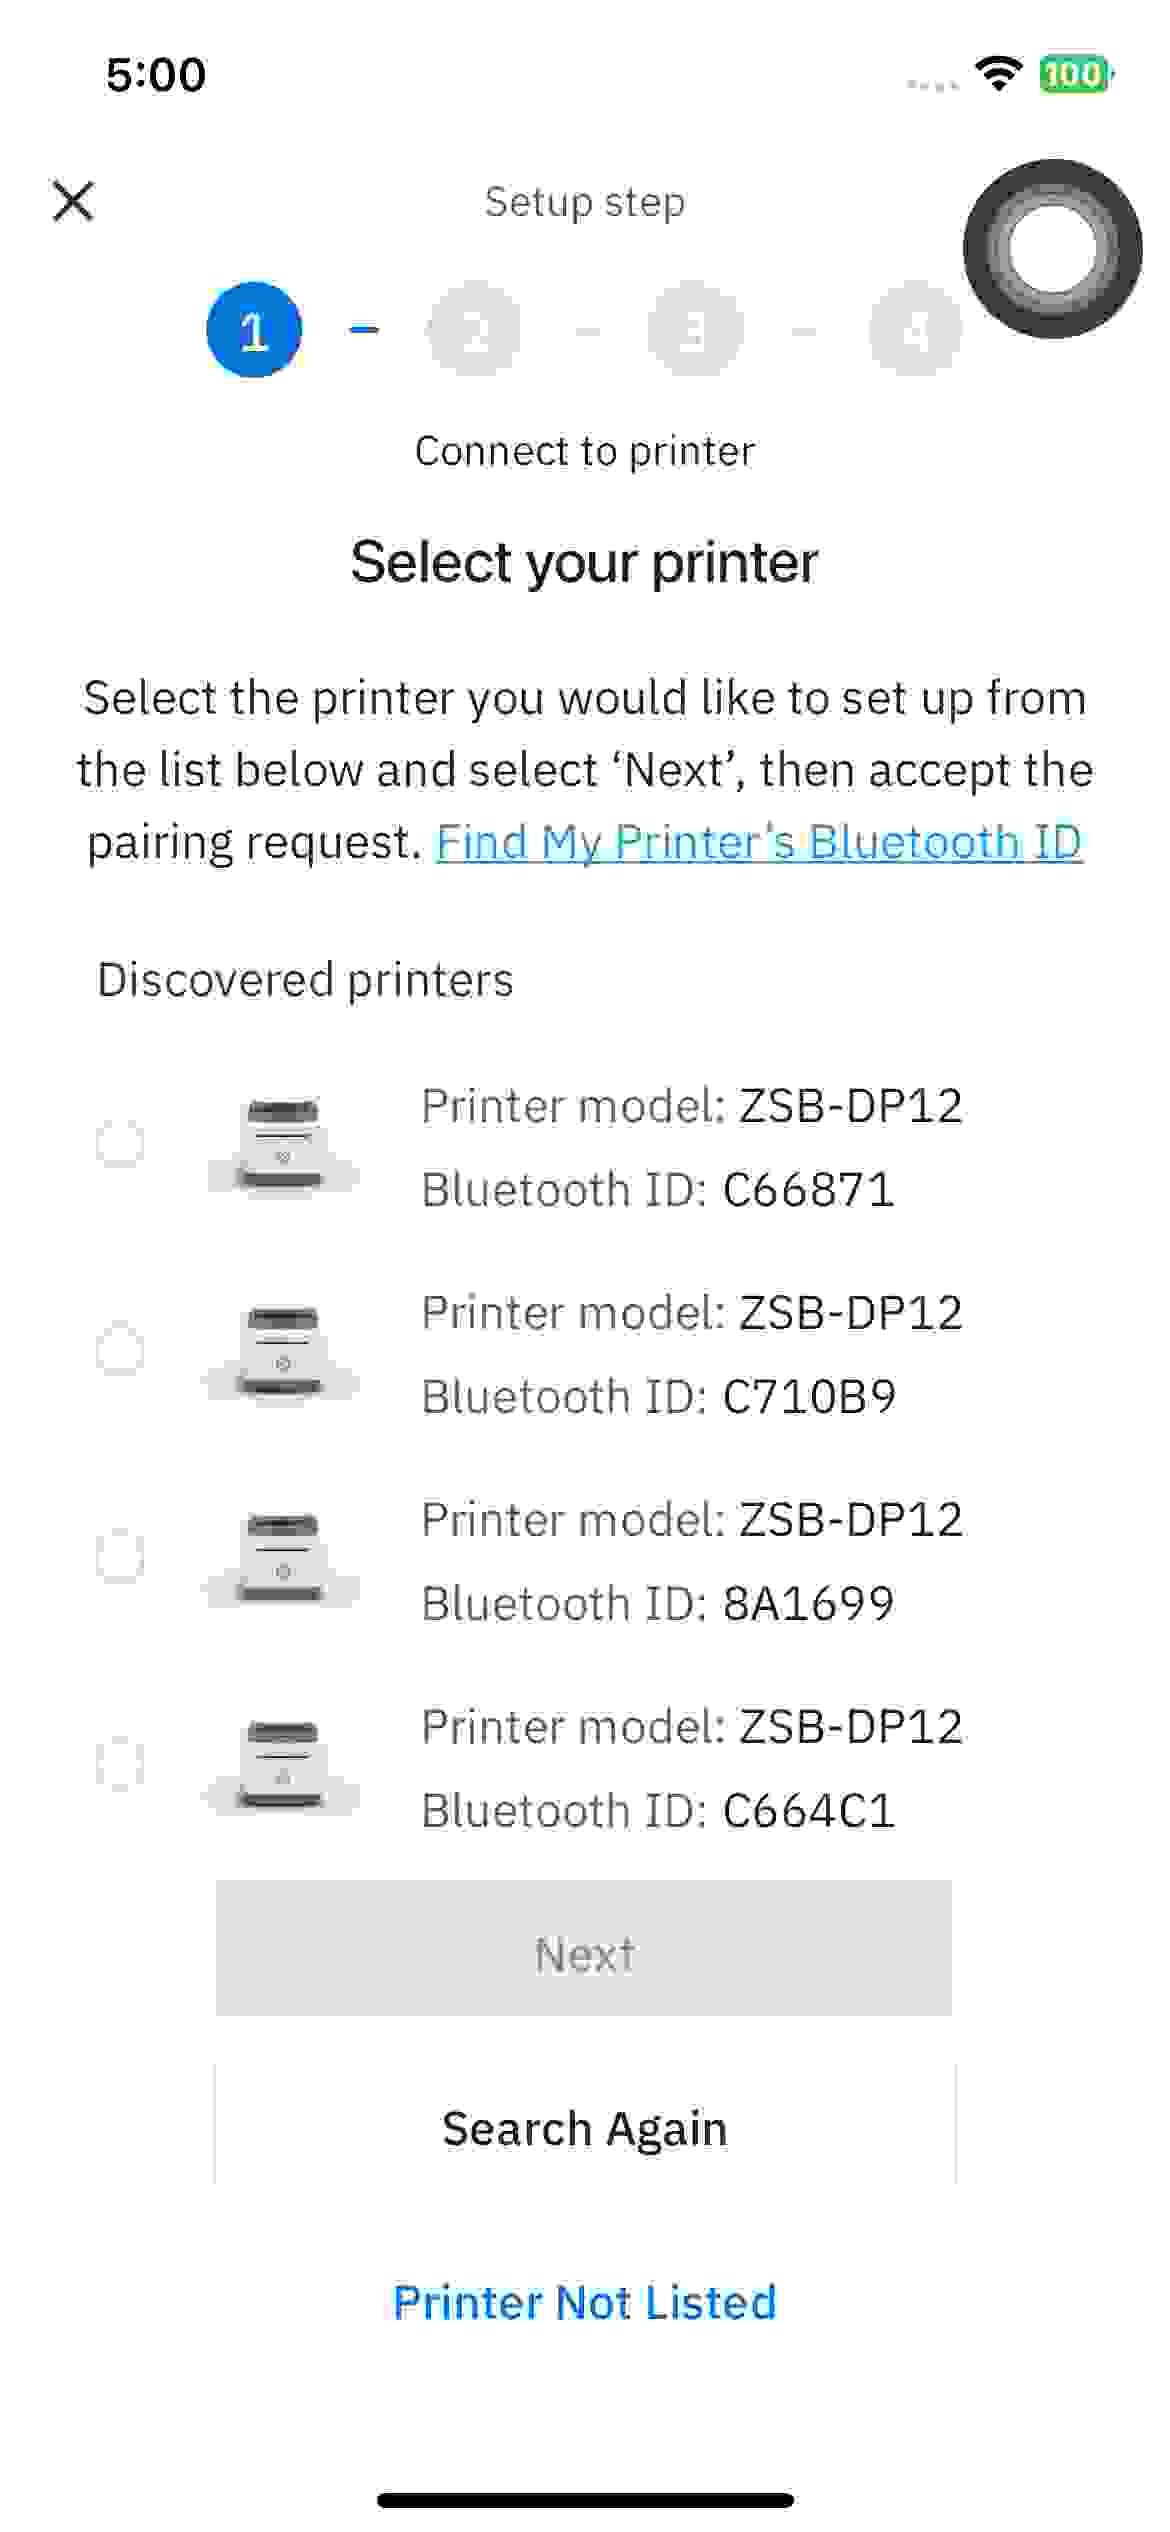 5:00
100
Setup step
1
2
3
4
Connect to printer
Select your printer
Select the printer you would like to set up from
the list below and select ‘Next’, then accept the
pairing request. Find My Printer's Bluetooth ID
Discovered printers
Printer model: ZSB-DP12
Bluetooth ID: C66871
Printer model: ZSB-DP12
Bluetooth ID: C710B9
Printer model: ZSB-DP12
Bluetooth ID: 8A1699
Printer model: ZSB-DP12
Bluetooth ID: C664C1
Next
Search Again
Printer Not Listed